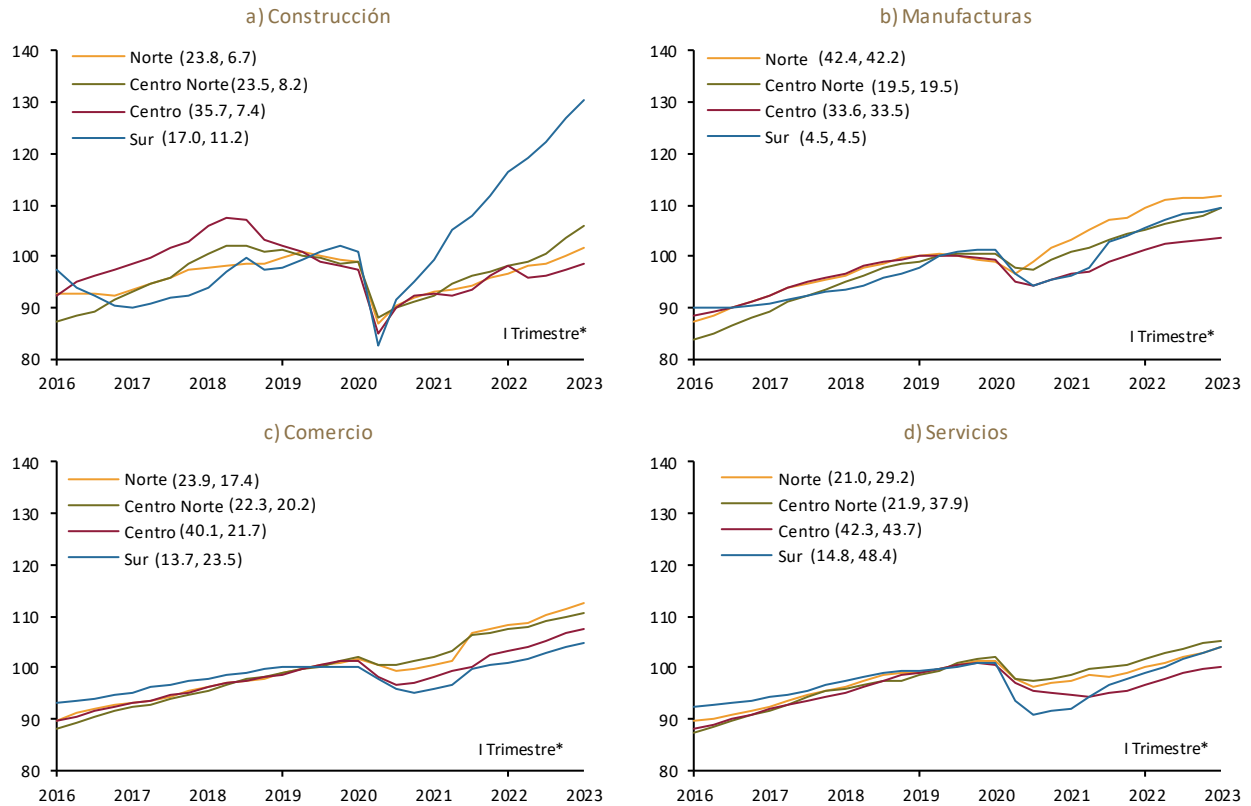 a) Construcción
140
130
120
110
100
90
80
2016 2017 2018 2019 2020 2021 2022 2023
Norte (23.8, 6.7)
Centro Norte (23.5, 8.2)
Centro (35.7, 7.4)
Sur (17.0, 11.2)
I Trimestre*
b) Manufacturas
140
130
120
110
100
90
80
2016 2017 2018 2019 2020 2021 2022 2023
Norte (42.4, 42.2)
Centro Norte (19.5, 19.5)
Centro (33.6, 33.5)
Sur (4.5, 4.5)
I Trimestre*
c) Comercio
140
130
120
110
100
90
80
2016 2017 2018 2019 2020 2021 2022 2023
Norte (23.9, 17.4)
Centro Norte (22.3, 20.2)
Centro (40.1, 21.7)
Sur (13.7, 23.5)
I Trimestre*
d) Servicios
140
130
120
110
100
90
80
2016 2017 2018 2019 2020 2021 2022 2023
Norte (21.0, 29.2)
Centro Norte (21.9, 37.9)
Centro (42.3, 43.7)
Sur (14.8, 48.4)
I Trimestre*